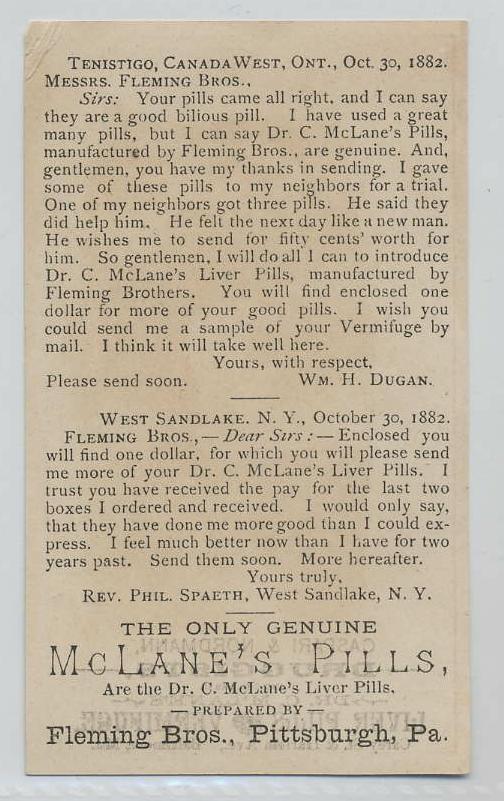 TENISTIGO, CANADA WEST, ONT., Oct. 30, 1882.
MESSRS. FLEMING BROS.,
Sirs: Your pills came all right, and I can say
they are a good bilious pill. I have used a great
many pills, but I can say Dr. C. McLane's Pills,
manufactured by Fleming Bros., are genuine. And,
gentlemen, you have my thanks in sending. I gave
some of these pills to my neighbors for a trial.
One of my neighbors got three pills. He said they
did help him. He felt the next day like a new man.
He wishes me to send for fifty cents' worth for
him. So gentlemen, I will do all I can to introduce
Dr. C. McLane's Liver Pills, manufactured by
Fleming Brothers. You will find enclosed one
dollar for more of your good pills. I wish you
could send me a sample of your Vermifuge by
mail. I think it will take well here.
Yours, with respect,
Please send soon. WM. H. DUGAN.
WEST SANDLAKE. N. Y., October 30, 1882.
FLEMING BROS.,—Dear Sirs:—Enclosed you
will find one dollar, for which you will please send
me more of your Dr. C. McLane's Liver Pills. I
trust you have received the pay for the last two
boxes I ordered and received. I would only say,
that they have done me more good than I could ex-
press. I feel much better now than I have for two
years past. Send them soon. More hereafter.
Yours truly,
REV. PHIL. SPAETH, West Sandlake, N. Y.
THE ONLY GENUINE
MCLANE'S PILLS,
Are the Dr. C. McLane's Liver Pills,
—PREPARED BY—
Fleming Bros., Pittsburgh, Pa.